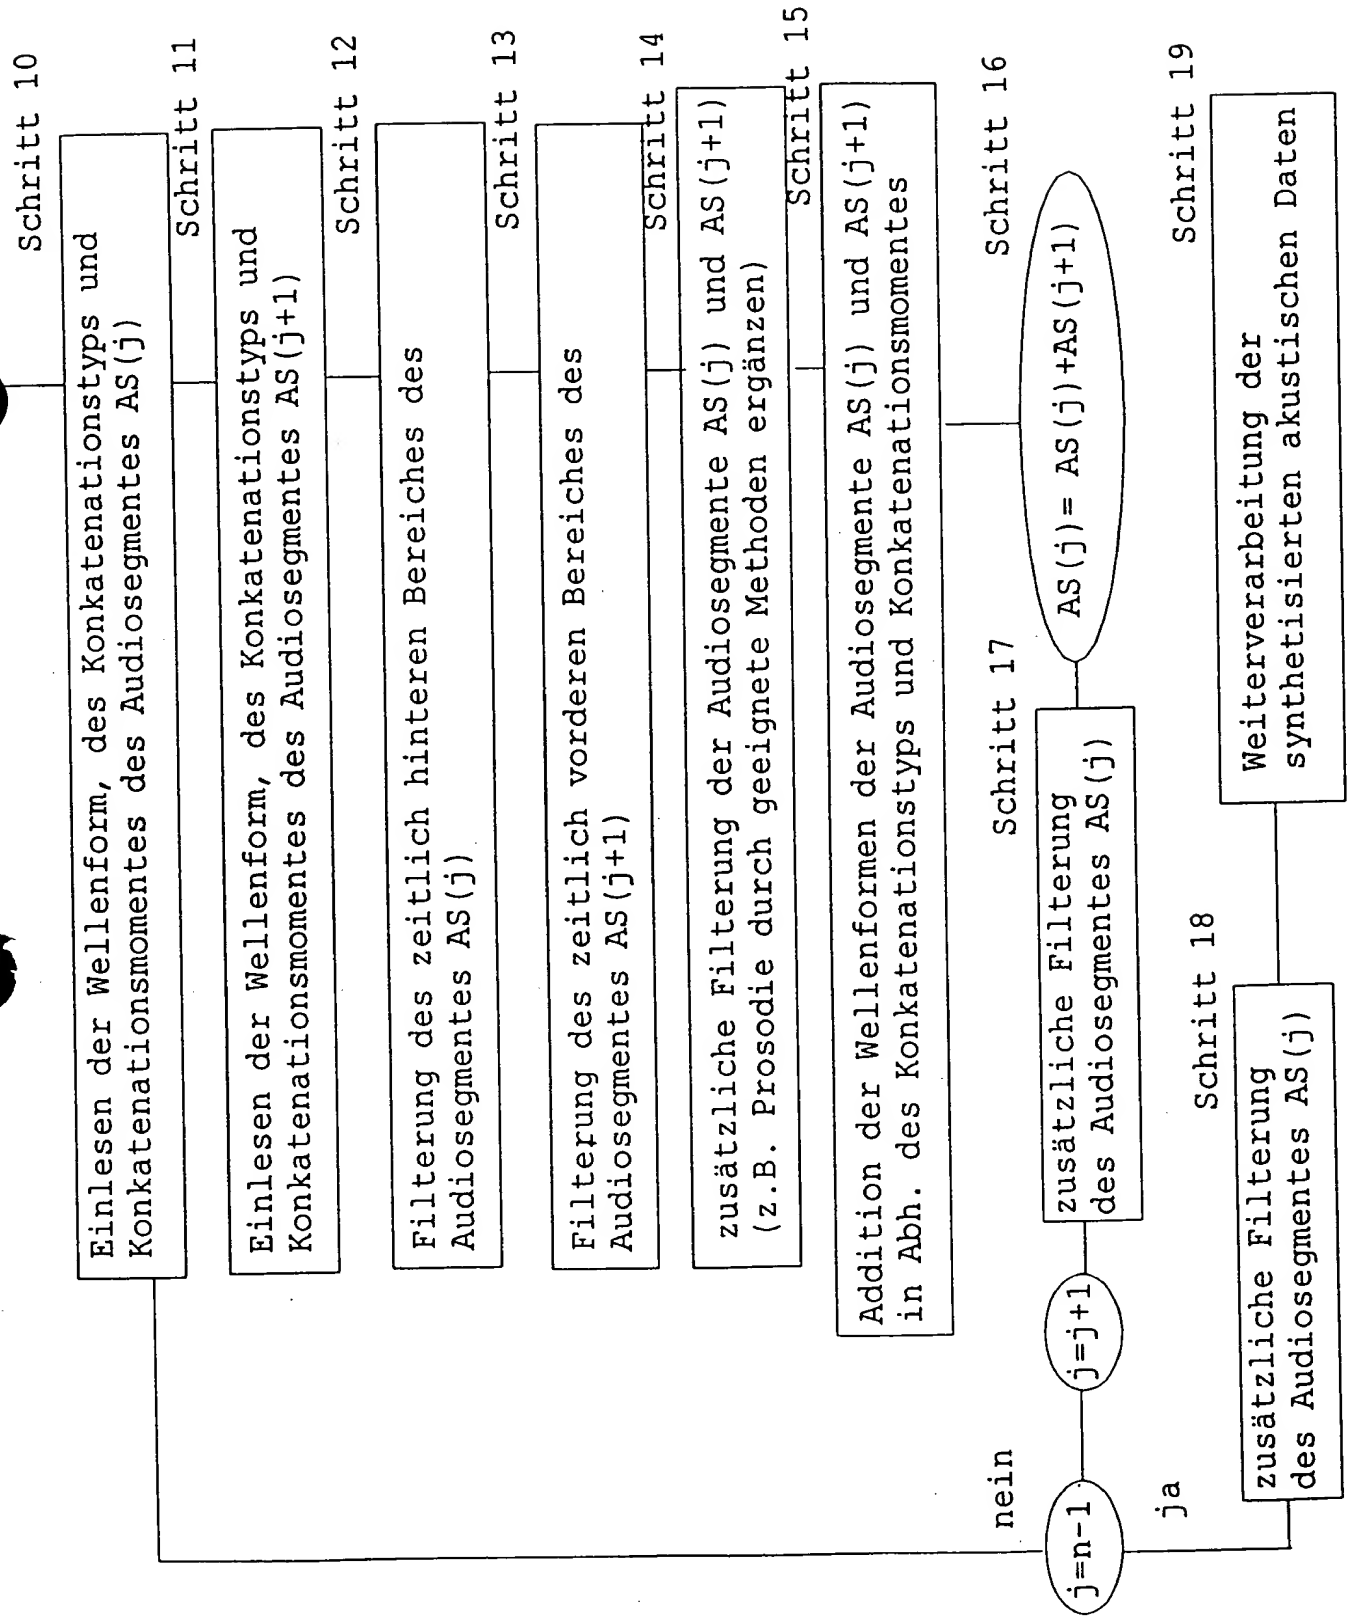 Schritt 10
Einlesen der Wellenform, des Konkatenationstyps und
Konkatenationsmomentes des Audiosegmentes AS(j)
Schritt 11
Einlesen der Wellenform, des Konkatenationstyps und
Konkatenationsmomentes des Audiosegmentes AS(j+1)
Schritt 12
Filterung des zeitlich hinteren Bereiches des
Audiosegmentes AS(j)
Schritt 13
Filterung des zeitlich vorderen Bereiches des
Audiosegmentes AS(j+1)
Schritt 14
zusätzliche Filterung der Audiosegmente AS(j) und AS(j+1)
(z.B. Prosodie durch geeignete Methoden ergänzen)
Schritt 15
Addition der Wellenformen der Audiosegmente AS(j) und AS(j+1)
in Abh. des Konkatenationstyps und Konkatenationsmomentes
Schritt 16
AS(j)= AS(j)+AS(j+1)
Schritt 17
zusätzliche Filterung
des Audiosegmentes AS(j)
j=j+1
nein
j=n-1
ja
Schritt 18
zusätzliche Filterung
des Audiosegmentes AS(j)
Schritt 19
Weiterverarbeitung der
synthetisierten akustischen Daten